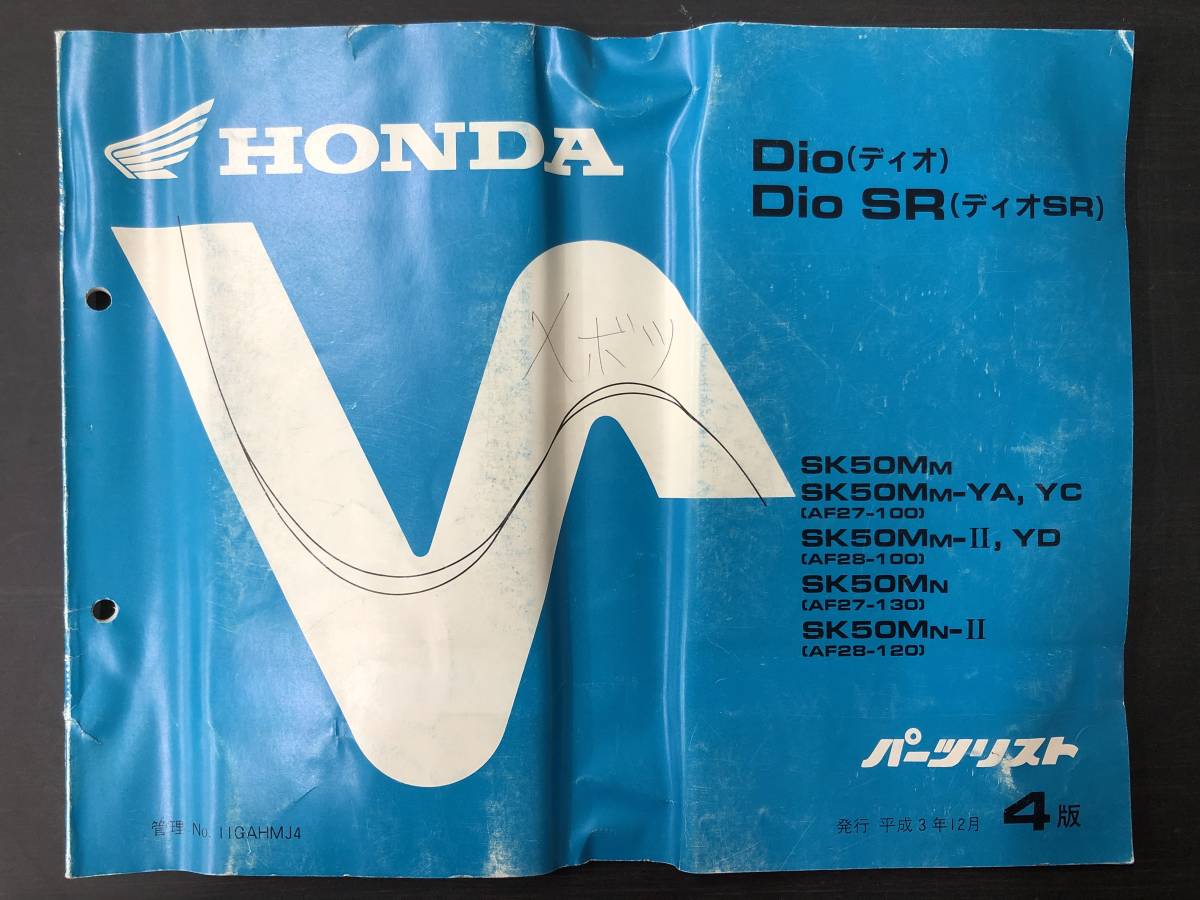 HONDA
Dio(ディオ)
Dio SR(ディオSR)
SK50MM
SK50MM-YA, YC
(AF27-100)
SK50MM-II, YD
(AF28-100)
SK50MN
(AF27-130)
SK50MN-II
(AF28-120)
パーツリスト
管理 No. 11GAHMJ4
発行 平成3年12月 4版